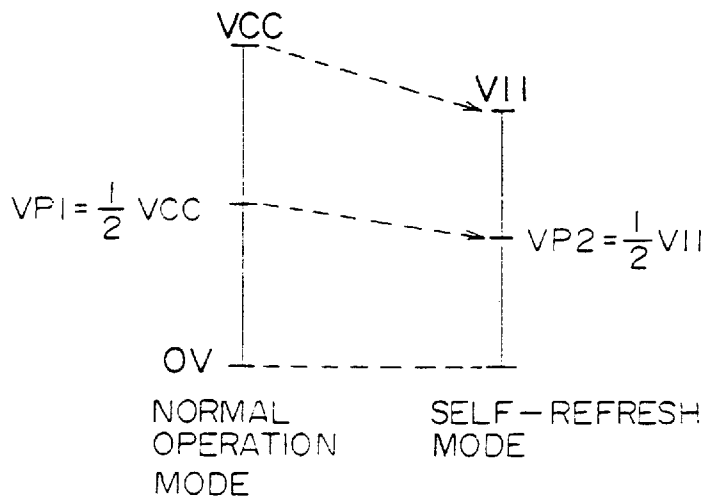 VCC
VII
VP1 = 1/2 VCC
VP2 = 1/2 VII
0V
NORMAL
OPERATION
MODE
SELF-REFRESH
MODE